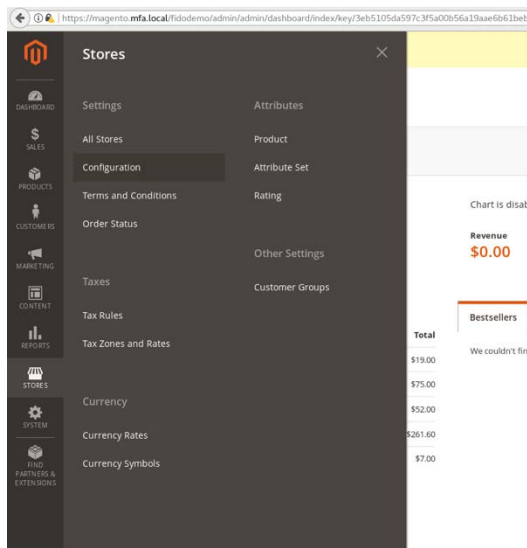 https://magento.mfa.local/fidodemo/admin/admin/dashboard/index/key/3eb5105da597c3f5a00b56a19aae6b61beb
Stores
DASHBOARD
SALES
PRODUCTS
CUSTOMERS
MARKETING
CONTENT
REPORTS
STORES
SYSTEM
FIND
PARTNERS &
EXTENSIONS
Settings
All Stores
Configuration
Terms and Conditions
Order Status
Taxes
Tax Rules
Tax Zones and Rates
Currency
Currency Rates
Currency Symbols
Attributes
Product
Attribute Set
Rating
Other Settings
Customer Groups
Total
$19.00
$75.00
$52.00
$261.60
$7.00
Chart is disab
Revenue
$0.00
Bestsellers
We couldn't fin